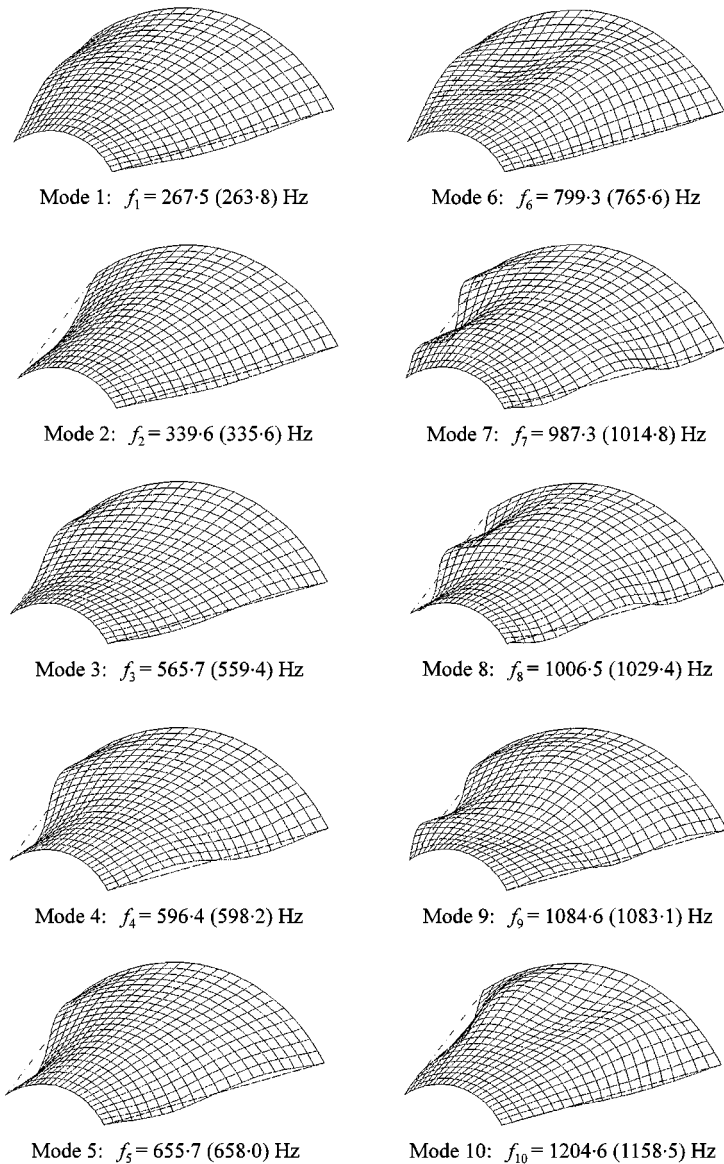 Mode 1: f1 = 267·5 (263·8) Hz
Mode 6: f6 = 799·3 (765·6) Hz
Mode 2: f2 = 339·6 (335·6) Hz
Mode 7: f7 = 987·3 (1014·8) Hz
Mode 3: f3 = 565·7 (559·4) Hz
Mode 8: f8 = 1006·5 (1029·4) Hz
Mode 4: f4 = 596·4 (598·2) Hz
Mode 9: f9 = 1084·6 (1083·1) Hz
Mode 5: f5 = 655·7 (658·0) Hz
Mode 10: f10 = 1204·6 (1158·5) Hz